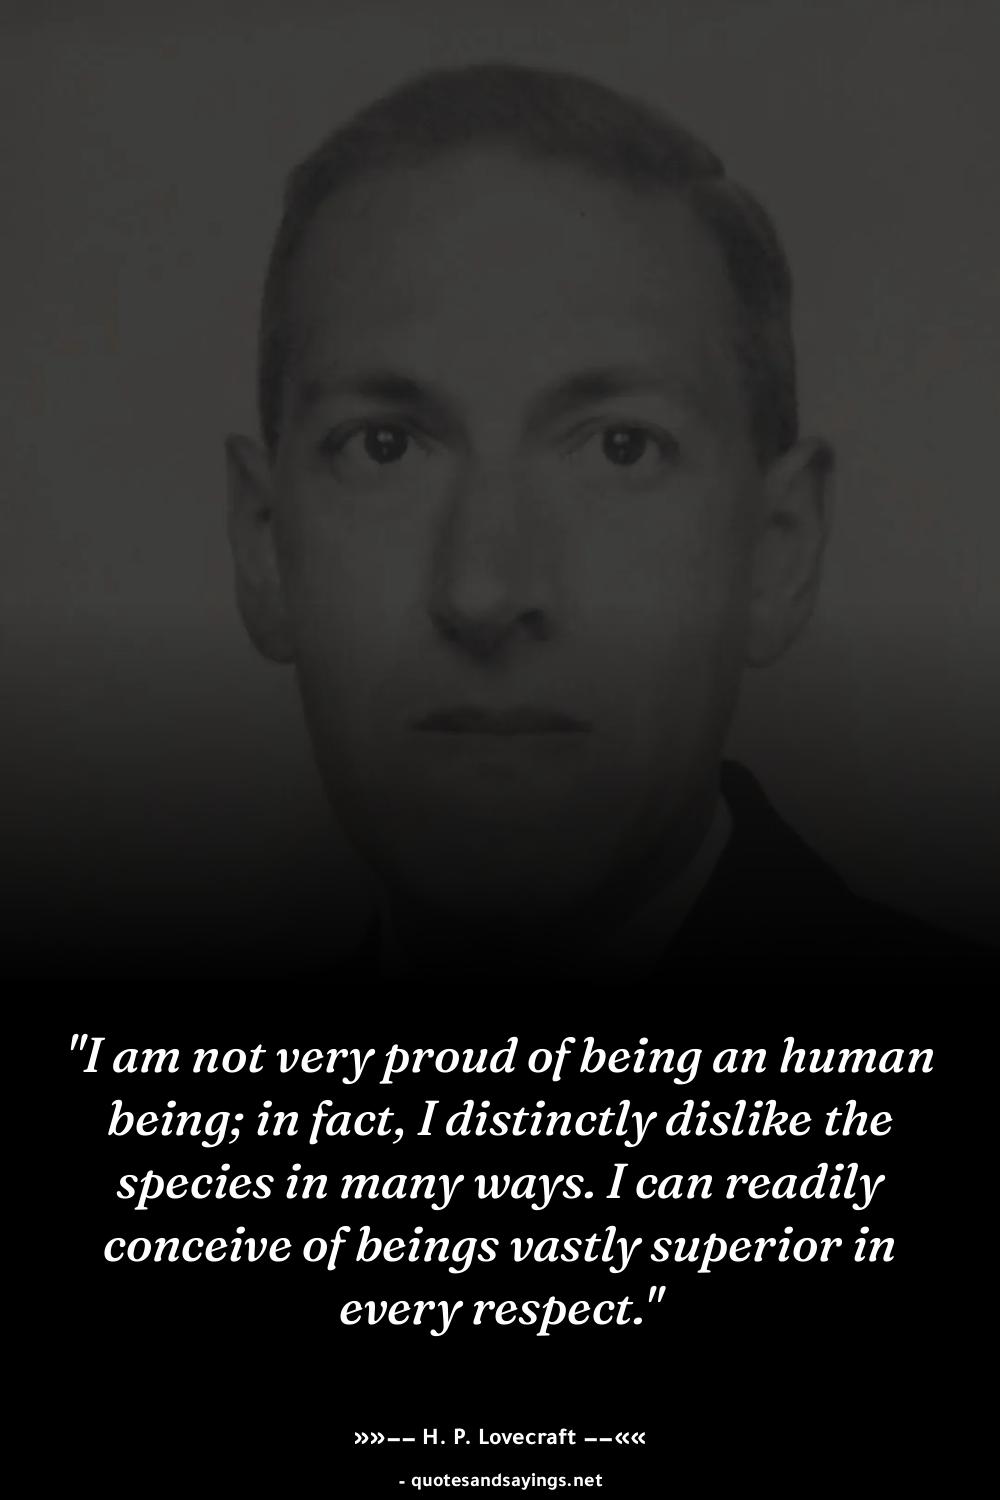 "I am not very proud of being an human
being; in fact, I distinctly dislike the
species in many ways. I can readily
conceive of beings vastly superior in
every respect."
»»−− H. P. Lovecraft −−««
- quotesandsayings.net